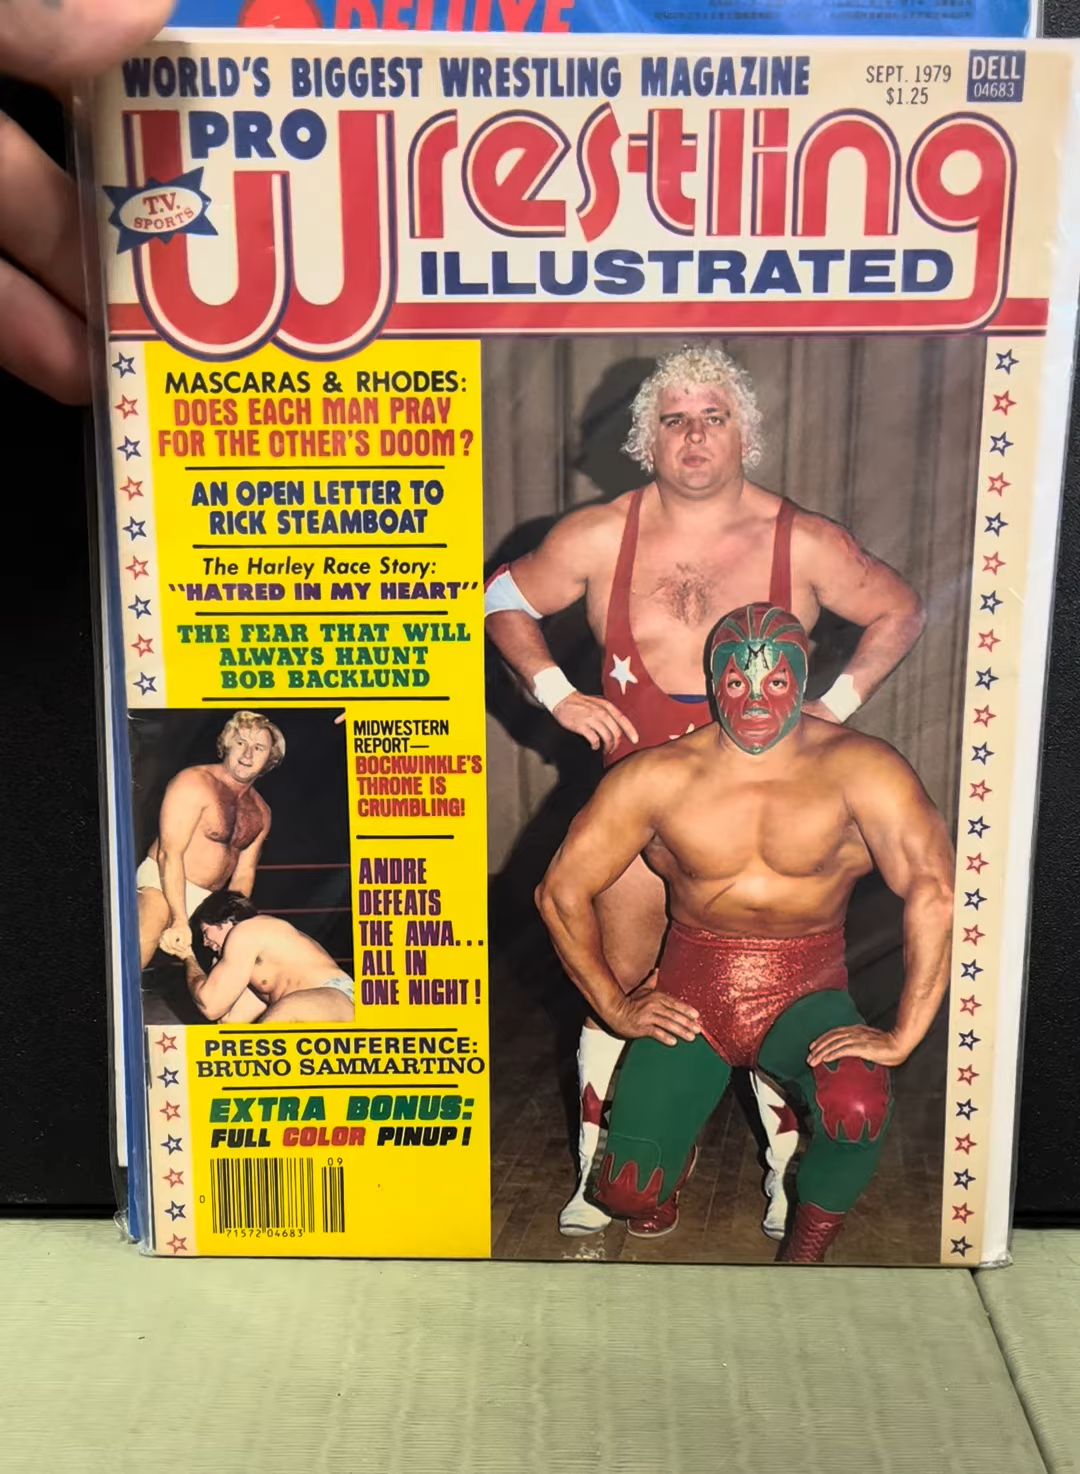 DELUXE
WORLD'S BIGGEST WRESTLING MAGAZINE
SEPT. 1979
$1.25
DELL
04683
PRO
Wrestling
T.V.
SPORTS
ILLUSTRATED
MASCARAS & RHODES:
DOES EACH MAN PRAY
FOR THE OTHER'S DOOM?
AN OPEN LETTER TO
RICK STEAMBOAT
The Harley Race Story:
"HATRED IN MY HEART"
THE FEAR THAT WILL
ALWAYS HAUNT
BOB BACKLUND
MIDWESTERN
REPORT—
BOCKWINKLE'S
THRONE IS
CRUMBLING!
ANDRE
DEFEATS
THE AWA...
ALL IN
ONE NIGHT!
PRESS CONFERENCE:
BRUNO SAMMARTINO
EXTRA BONUS:
FULL COLOR PINUP!
09
0
71572 04683
M